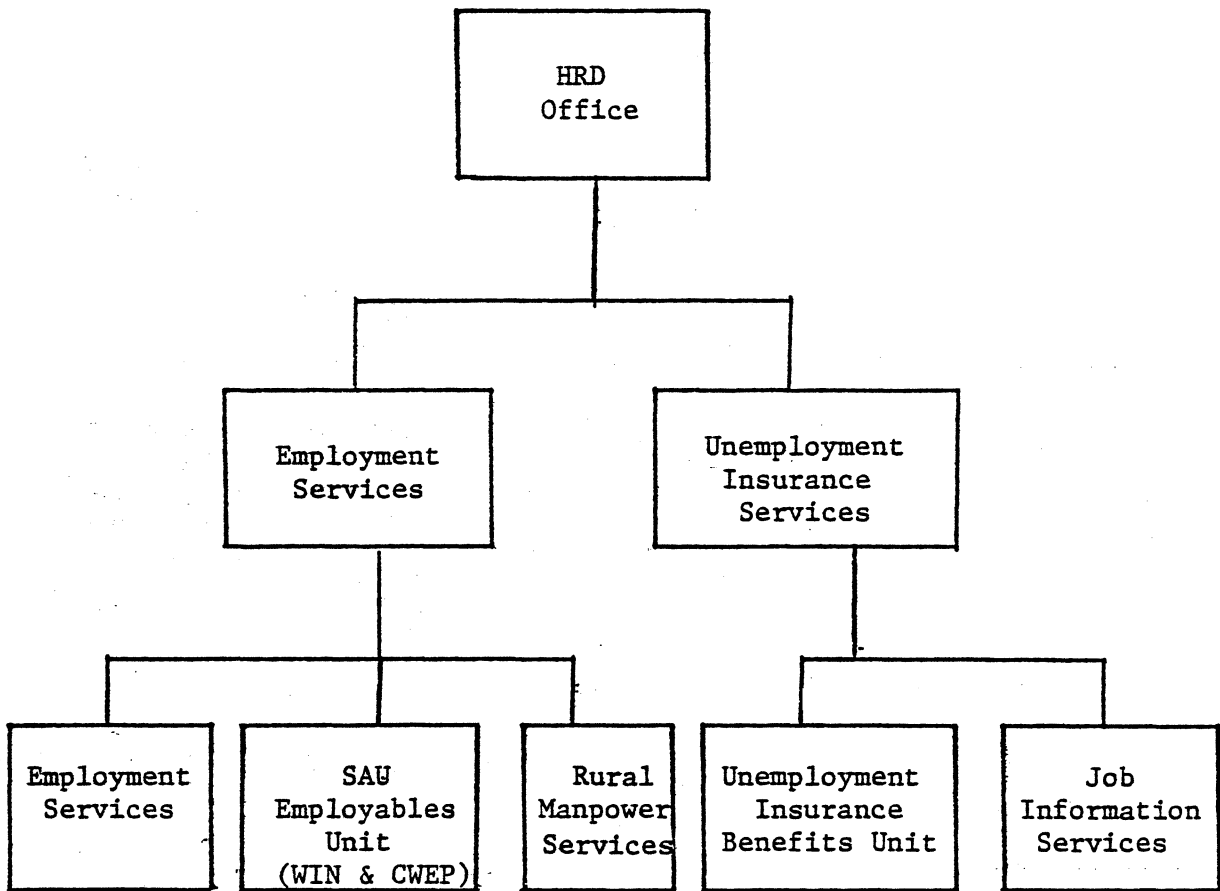 HRD
Office
Employment
Services
Unemployment
Insurance
Services
Employment
Services
SAU
Employables
Unit
(WIN & CWEP)
Rural
Manpower
Services
Unemployment
Insurance
Benefits Unit
Job
Information
Services